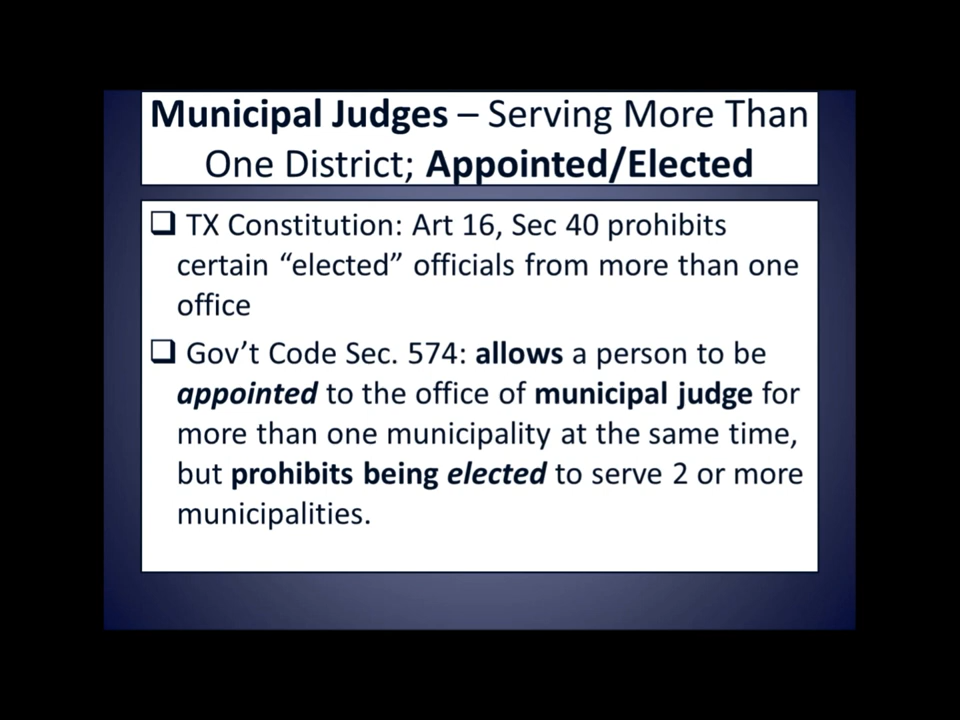 Municipal Judges – Serving More Than
One District; Appointed/Elected
❑ TX Constitution: Art 16, Sec 40 prohibits
certain “elected” officials from more than one
office
❑ Gov’t Code Sec. 574: allows a person to be
appointed to the office of municipal judge for
more than one municipality at the same time,
but prohibits being elected to serve 2 or more
municipalities.